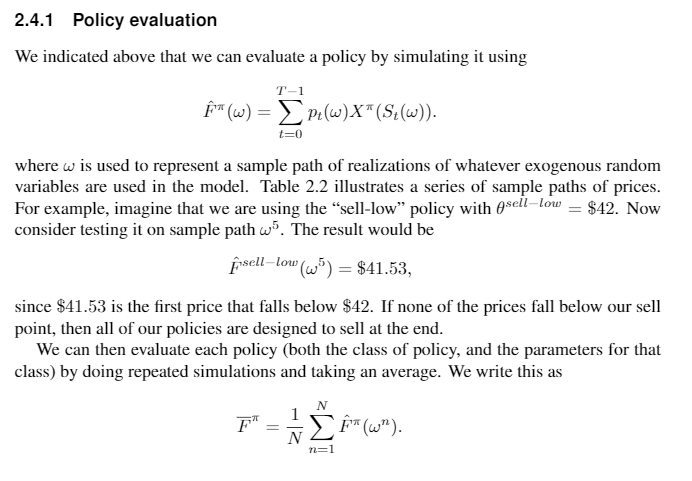 2.4.1 Policy evaluation
We indicated above that we can evaluate a policy by simulating it using
F̂^π(ω) = ∑_{t=0}^{T−1} p_t(ω)X^π(S_t(ω)).
where ω is used to represent a sample path of realizations of whatever exogenous random
variables are used in the model. Table 2.2 illustrates a series of sample paths of prices.
For example, imagine that we are using the “sell-low” policy with θ^{sell−low} = $42. Now
consider testing it on sample path ω^5. The result would be
F̂^{sell−low}(ω^5) = $41.53,
since $41.53 is the first price that falls below $42. If none of the prices fall below our sell
point, then all of our policies are designed to sell at the end.
We can then evaluate each policy (both the class of policy, and the parameters for that
class) by doing repeated simulations and taking an average. We write this as
F̅^π = \frac{1}{N} ∑_{n=1}^{N} F̂^π(ω^n).